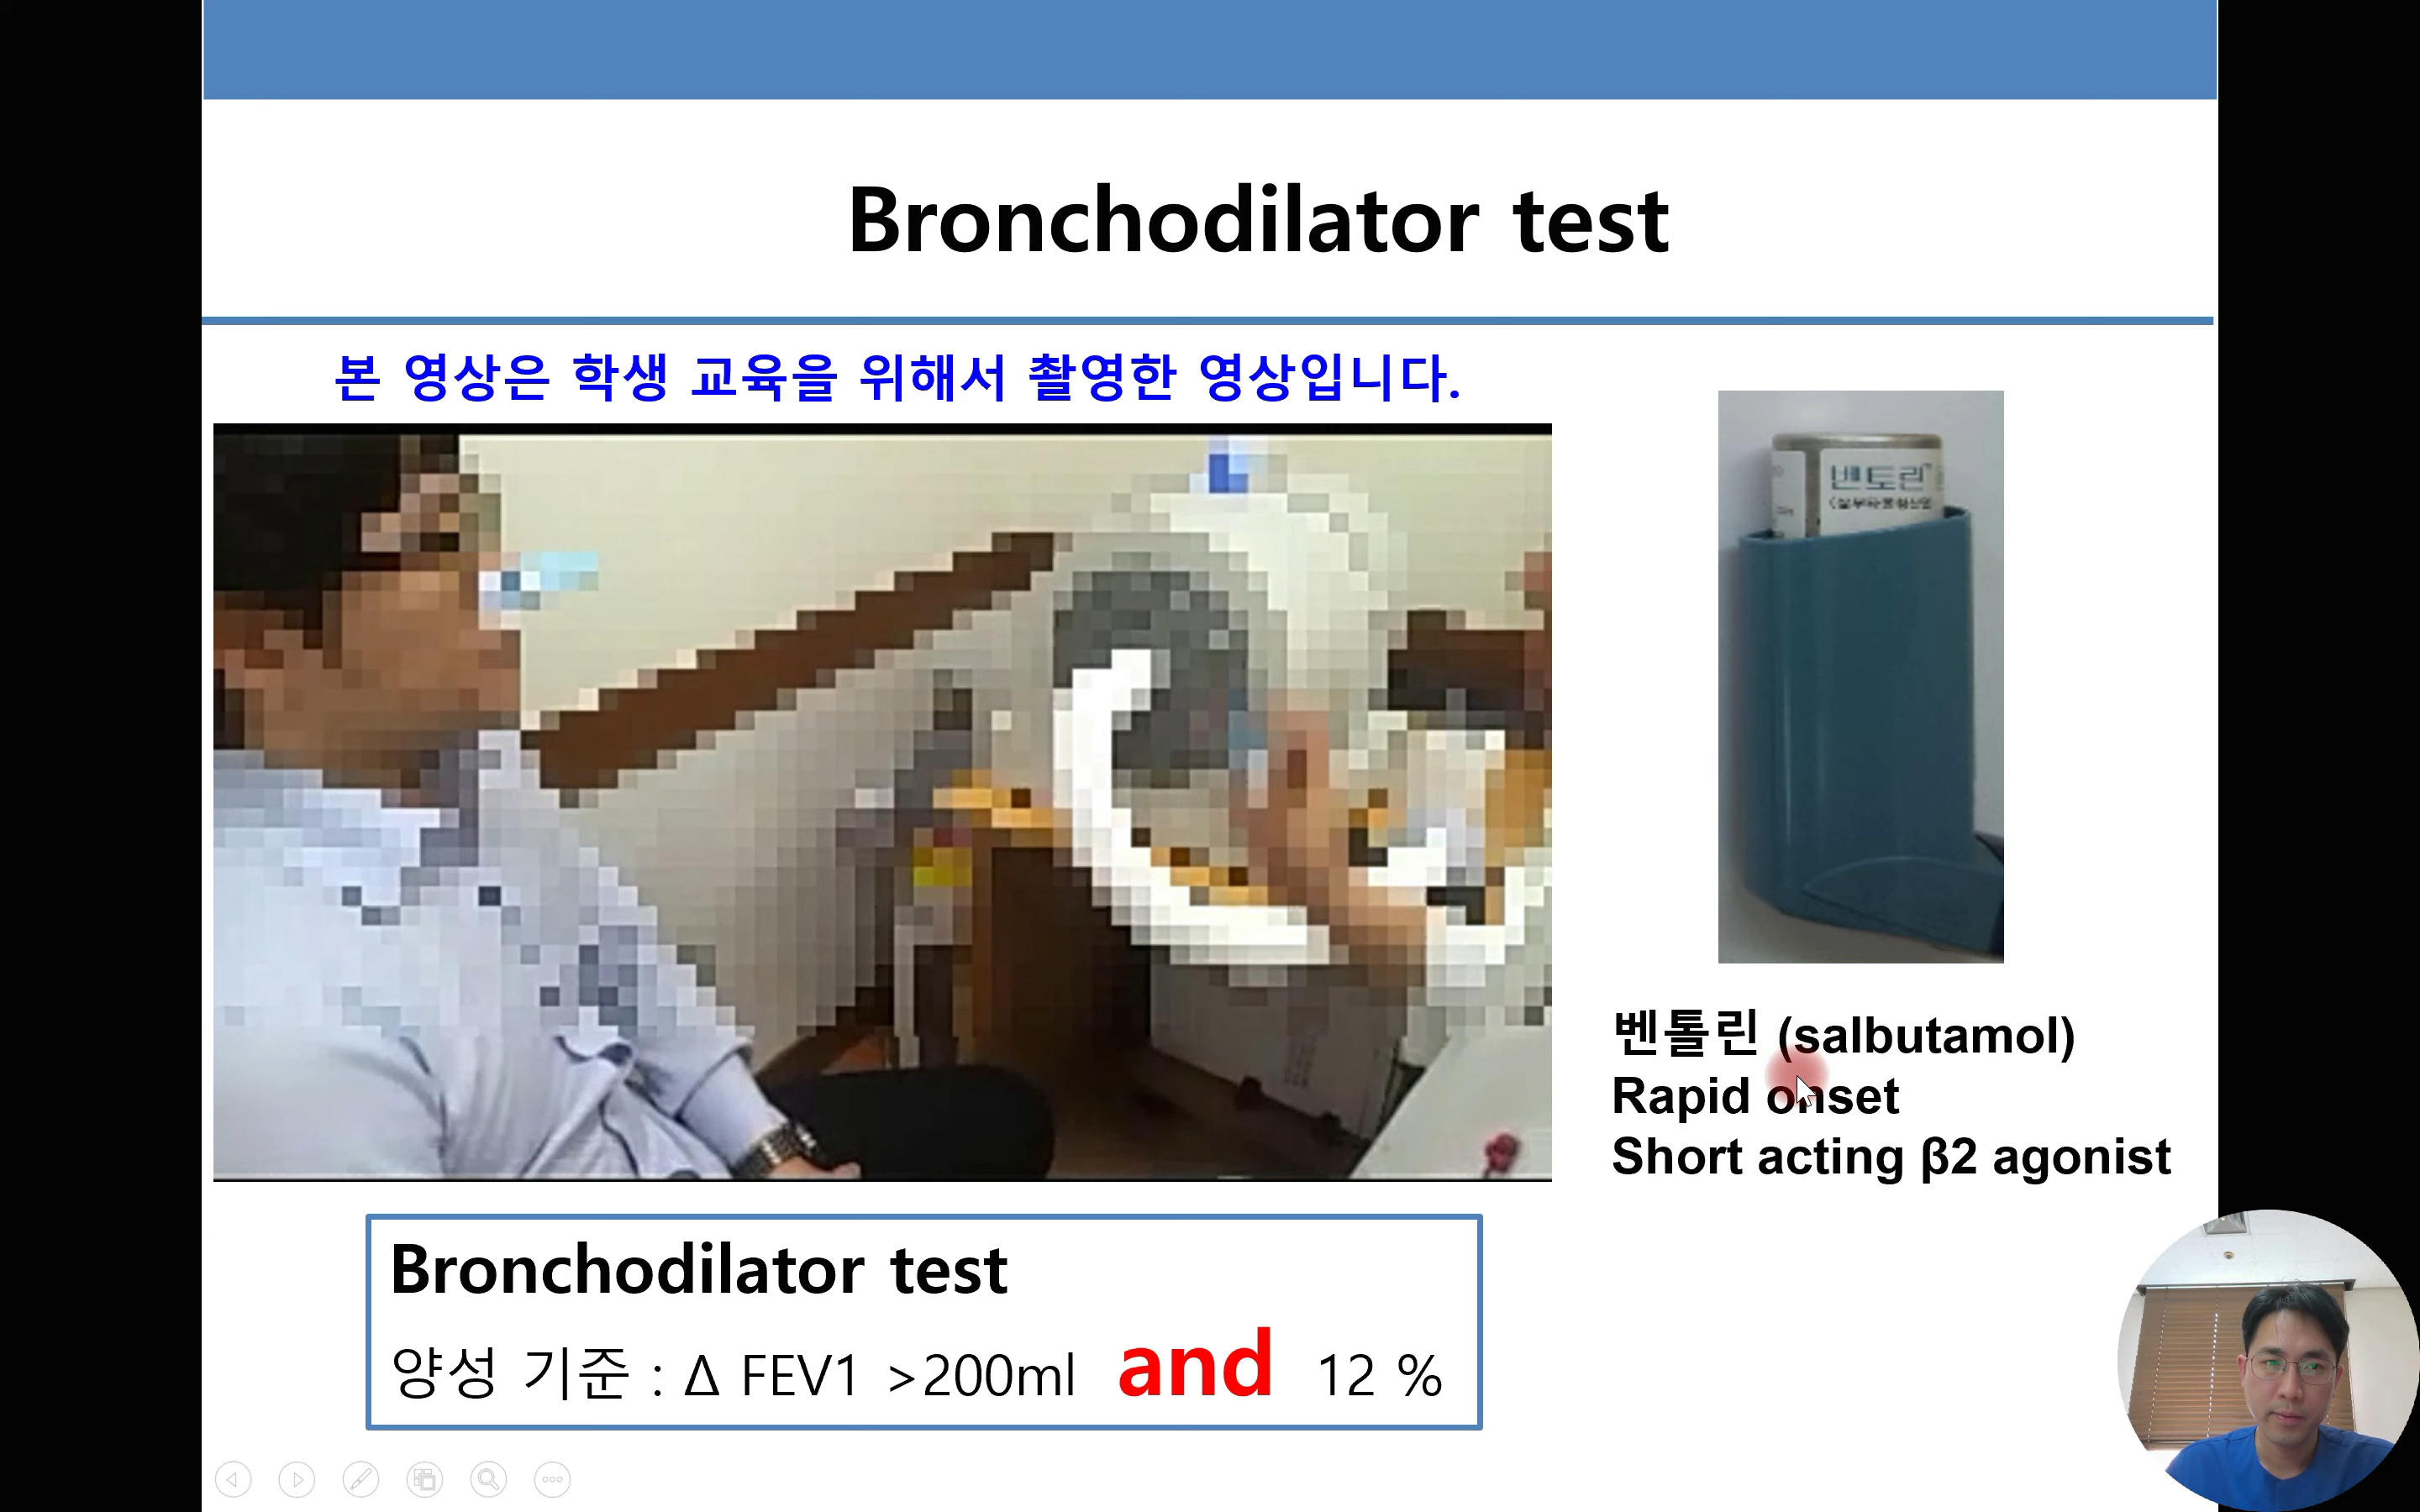 Bronchodilator test
본 영상은 학생 교육을 위해서 촬영한 영상입니다.
벤토린
벤톨린 (salbutamol)
Rapid onset
Short acting β2 agonist
Bronchodilator test
양성 기준 : Δ FEV1 >200ml and 12 %